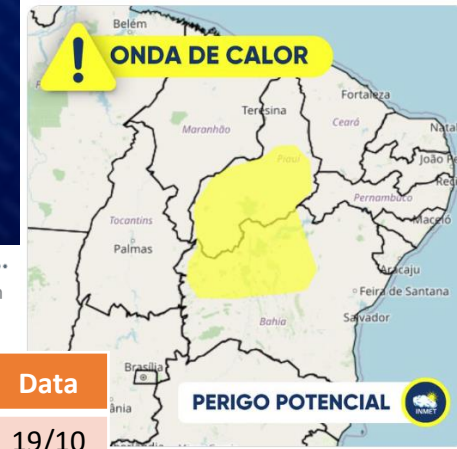 Belém
ONDA DE CALOR
Fortaleza
Teresina
Maranhão
Ceará
Natal
Piauí
João Pe
Reci
Pernambuco
Tocantins
Maceió
Palmas
Aracaju
Feira de Santana
Bahia
Salvador
Data
Brasília
PERIGO POTENCIAL
INMET
19/10